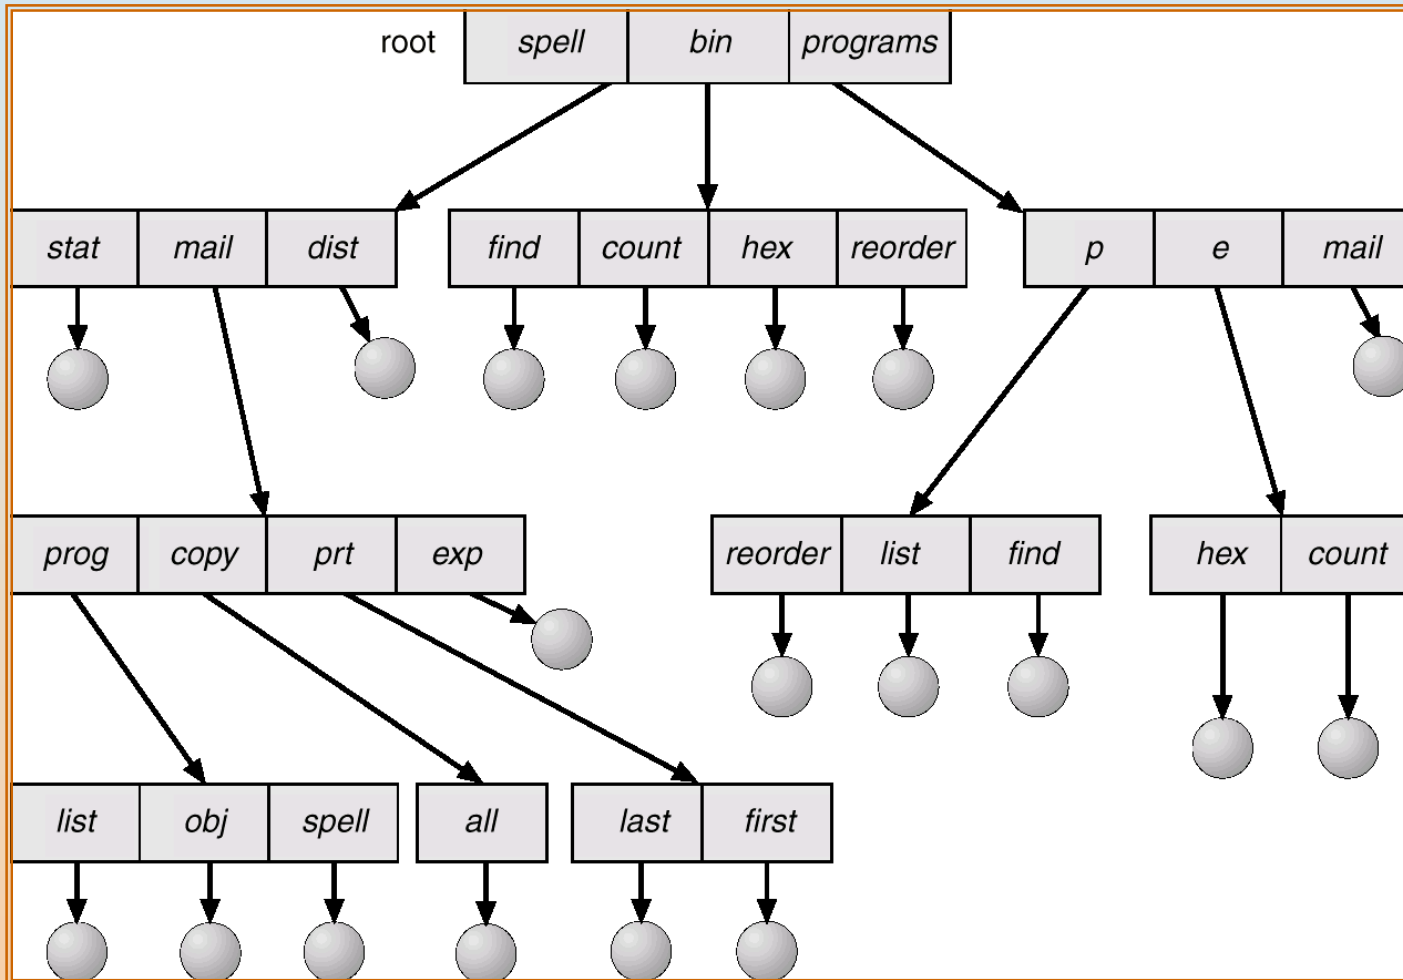 root spell bin programs
stat mail dist find count hex reorder p e mail
prog copy prt exp reorder list find hex count
list obj spell all last first